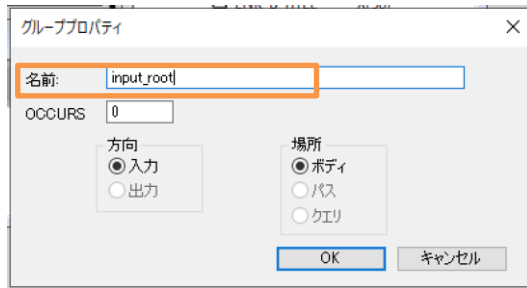 グループプロパティ
名前: input_root
OCCURS 0
方向 場所
入力 ボディ
出力 パス
クエリ
OK キャンセル